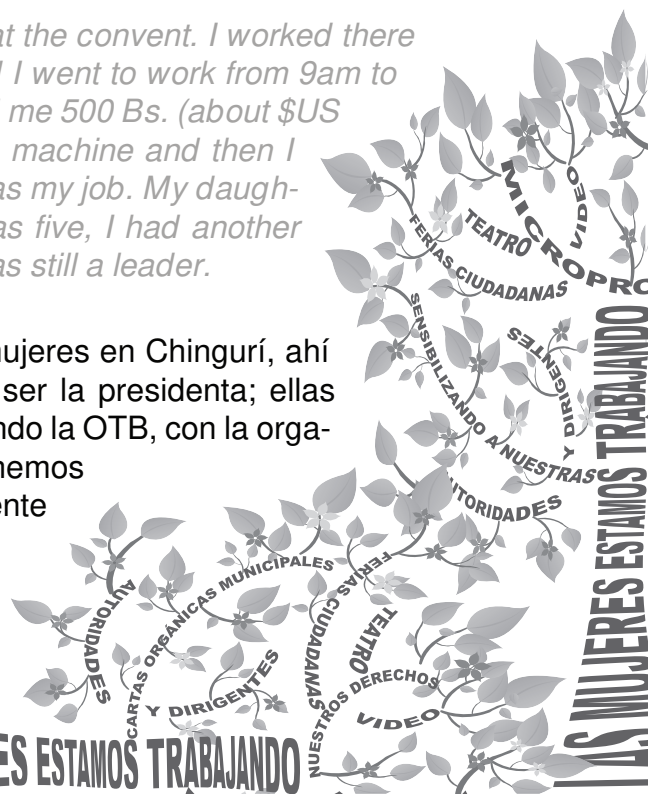 at the convent. I worked there
I went to work from 9am to
me 500 Bs. (about $US
machine and then I
as my job. My daugh-
as five, I had another
as still a leader.
mujeres en Chingurí, ahí
ser la presidenta; ellas
ndo la OTB, con la orga-
nemos
ente
MICROPRO
VIDEO
TEATRO
FERIAS CIUDADANAS
SENSIBILIZANDO A NUESTRAS
AUTORIDADES
Y DIRIGENTES
LAS MUJERES ESTAMOS TRABAJANDO
AUTORIDADES
CARTAS ORGÁNICAS MUNICIPALES
Y DIRIGENTES
FERIAS CIUDADANAS
TEATRO
NUESTROS DERECHOS
VIDEO
ES ESTAMOS TRABAJANDO